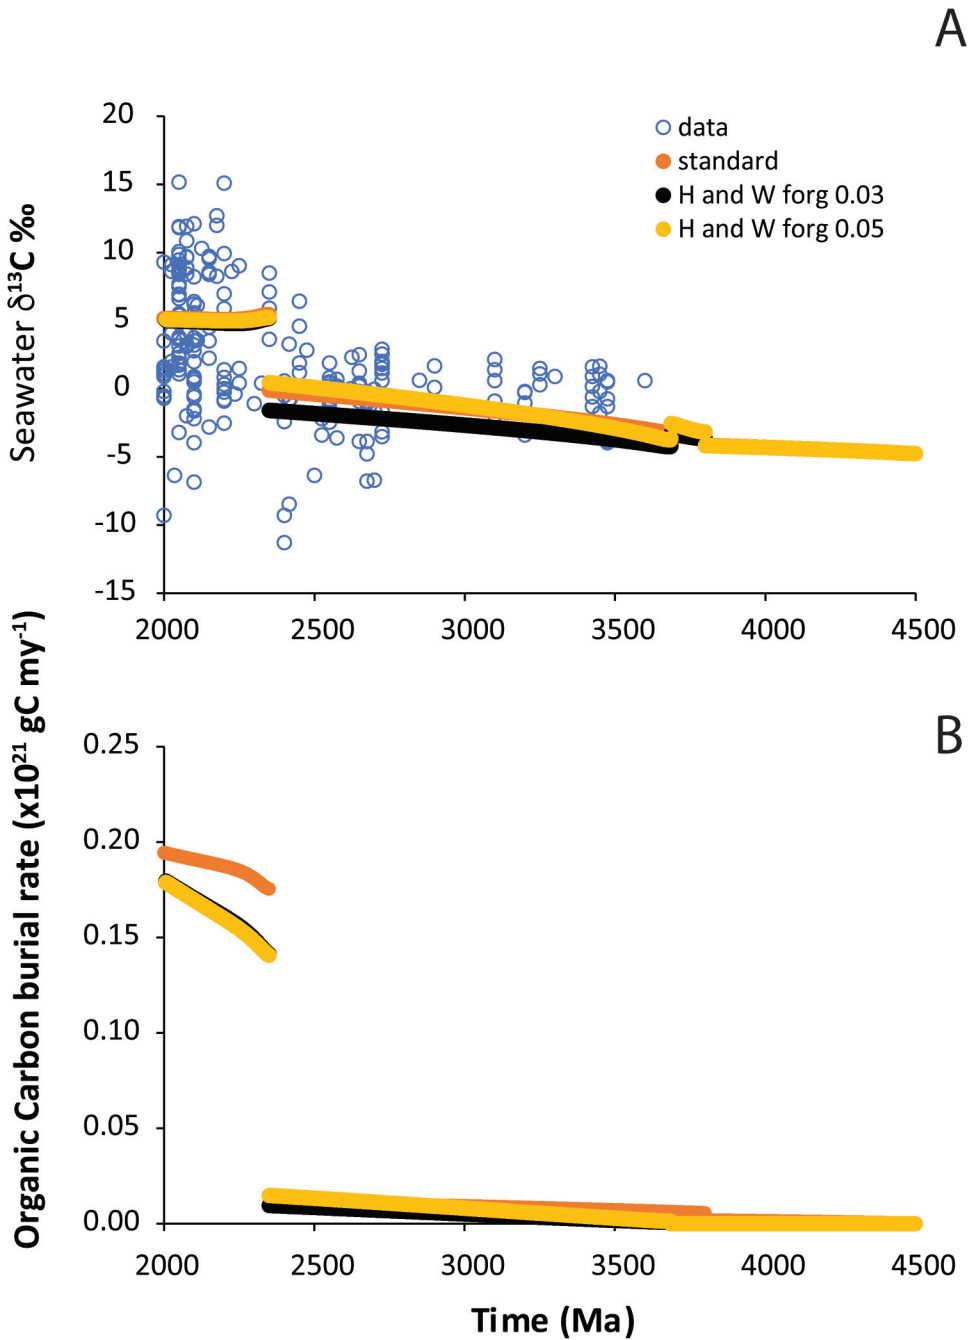 A
20
15
10
5
0
-5
-10
-15
data
standard
H and W forg 0.03
H and W forg 0.05
Seawater δ¹³C ‰
2000 2500 3000 3500 4000 4500
B
0.25
0.20
0.15
0.10
0.05
0.00
Organic Carbon burial rate (x10²¹ gC my⁻¹)
2000 2500 3000 3500 4000 4500
Time (Ma)